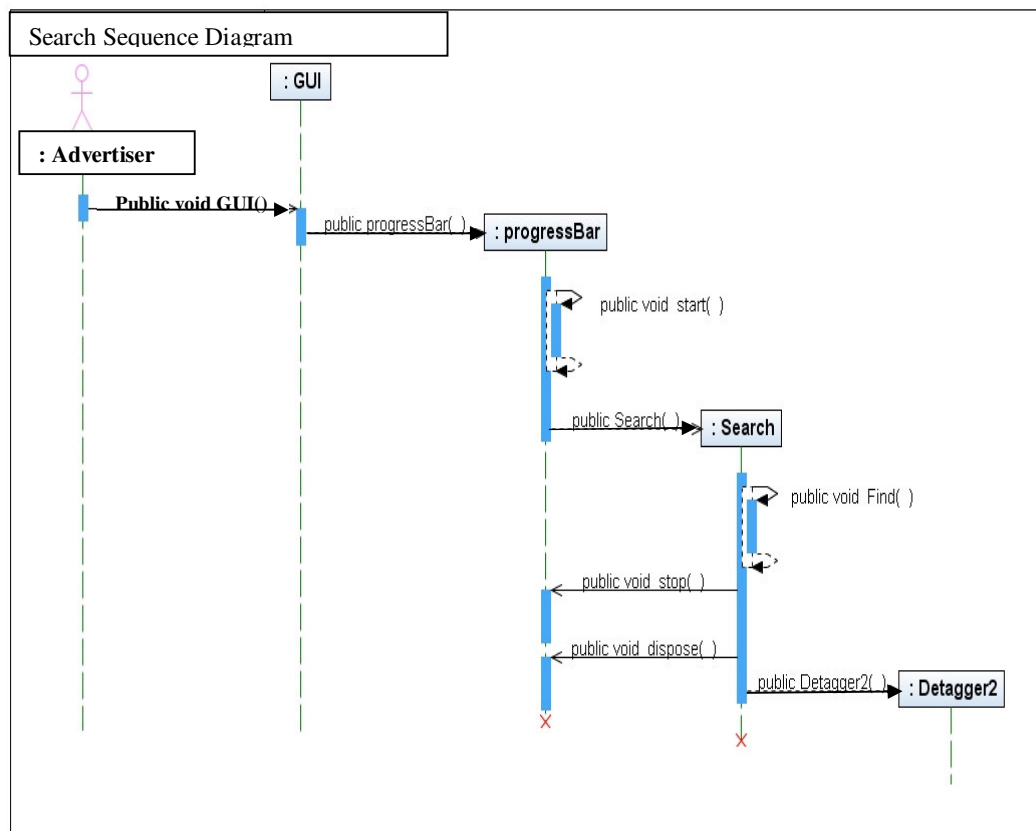 Search Sequence Diagram
: GUI
: Advertiser
Public void GUI()
public progressBar( )
: progressBar
public void start( )
public Search( )
: Search
public void Find( )
public void stop( )
public void dispose( )
public Detagger2( )
: Detagger2